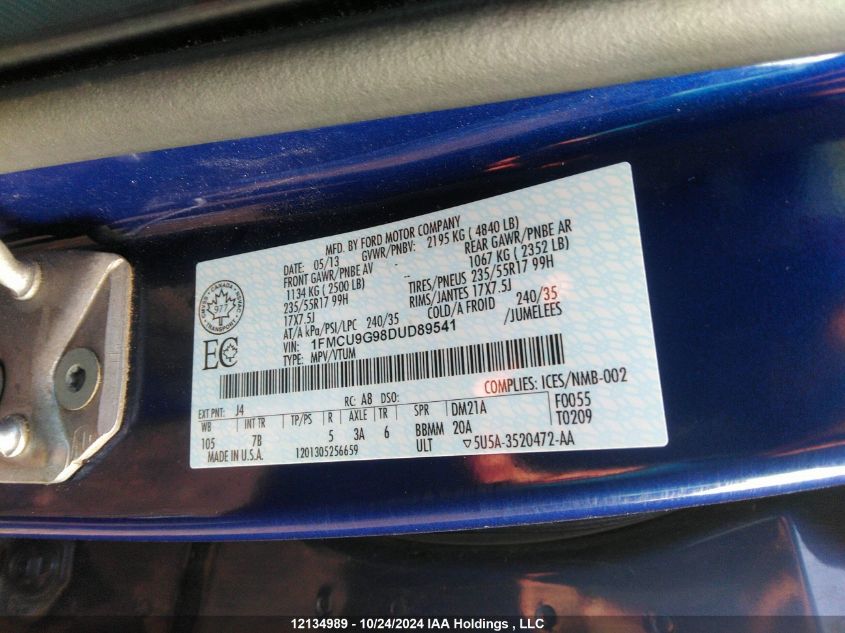 MFD. BY FORD MOTOR COMPANY
DATE: 05/13 GVWR/PNBV: 2195 KG ( 4840 LB)
FRONT GAWR/PNBE AV REAR GAWR/PNBE AR
1134 KG ( 2500 LB) 1067 KG ( 2352 LB)
235/55R17 99H TIRES/PNEUS 235/55R17 99H
17X7.5J RIMS/JANTES 17X7.5J
AT/A kPa/PSI/LPC 240/35 COLD/A FROID 240/35
VIN: 1FMCU9G98DUD89541 /JUMELEES
TYPE: MPV/VTUM
CANADA
977
TRANSPORT
EC
COMPLIES: ICES/NMB-002
RC: A8 DSO:
EXT PNT: J4
WB INT TR TP/PS R AXLE TR SPR DM21A F0055
105 7B 5 3A 6 BBMM 20A T0209
MADE IN U.S.A. 1201305256659 ULT ▽5U5A-3520472-AA
12134989 - 10/24/2024 IAA Holdings , LLC